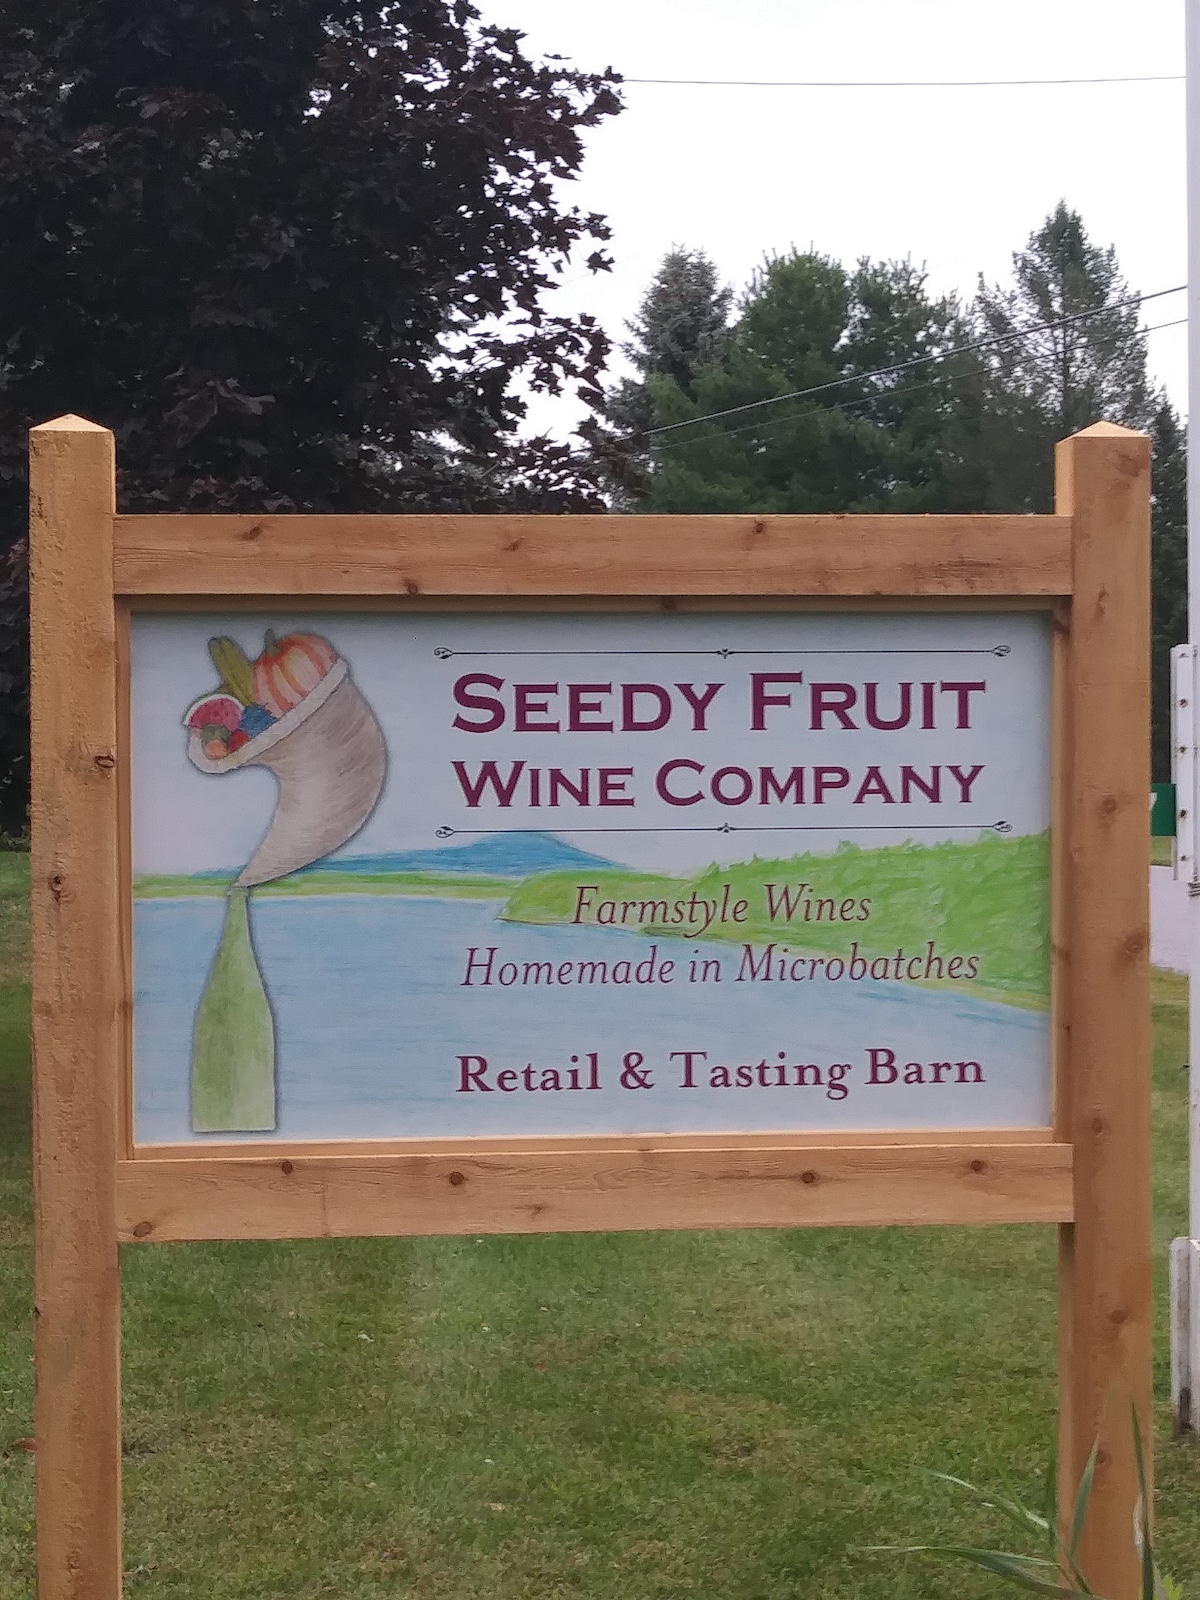 SEEDY FRUIT
WINE COMPANY
Farmstyle Wines
Homemade in Microbatches
Retail & Tasting Barn